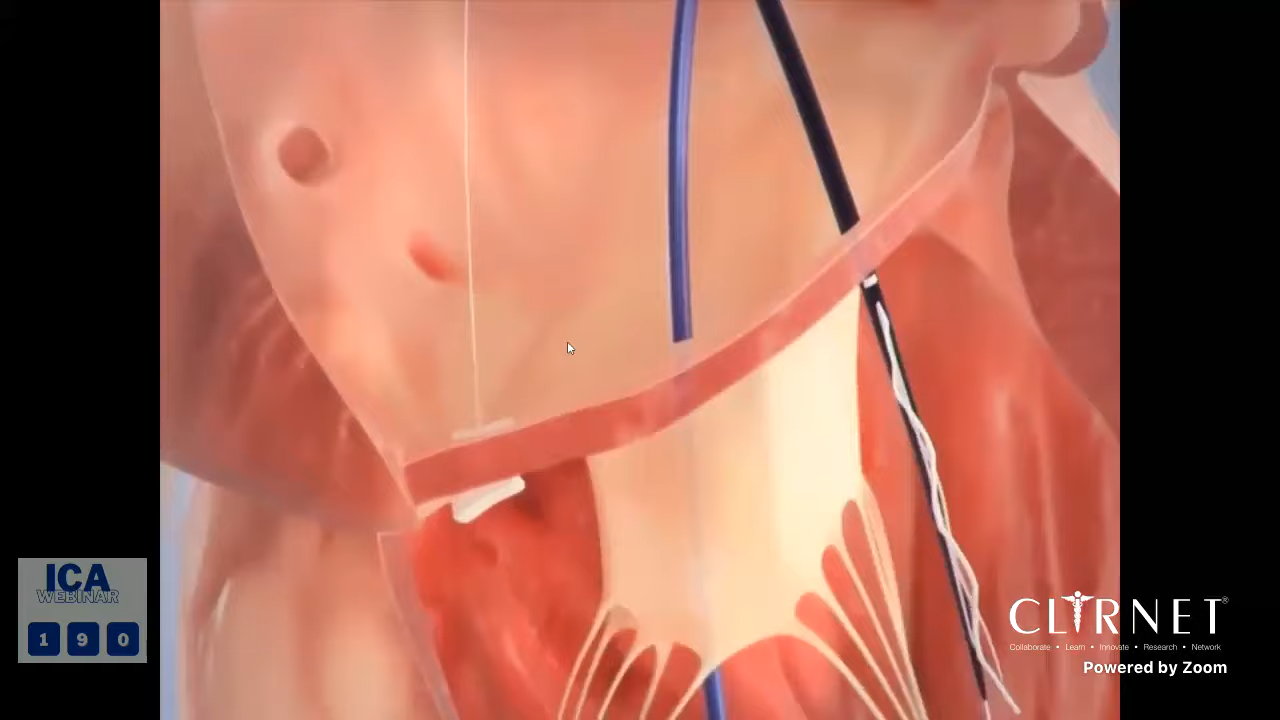 ICA
WEBINAR
1 9 0
CLIRNET®
Collaborate • Learn • Innovate • Research • Network
Powered by Zoom